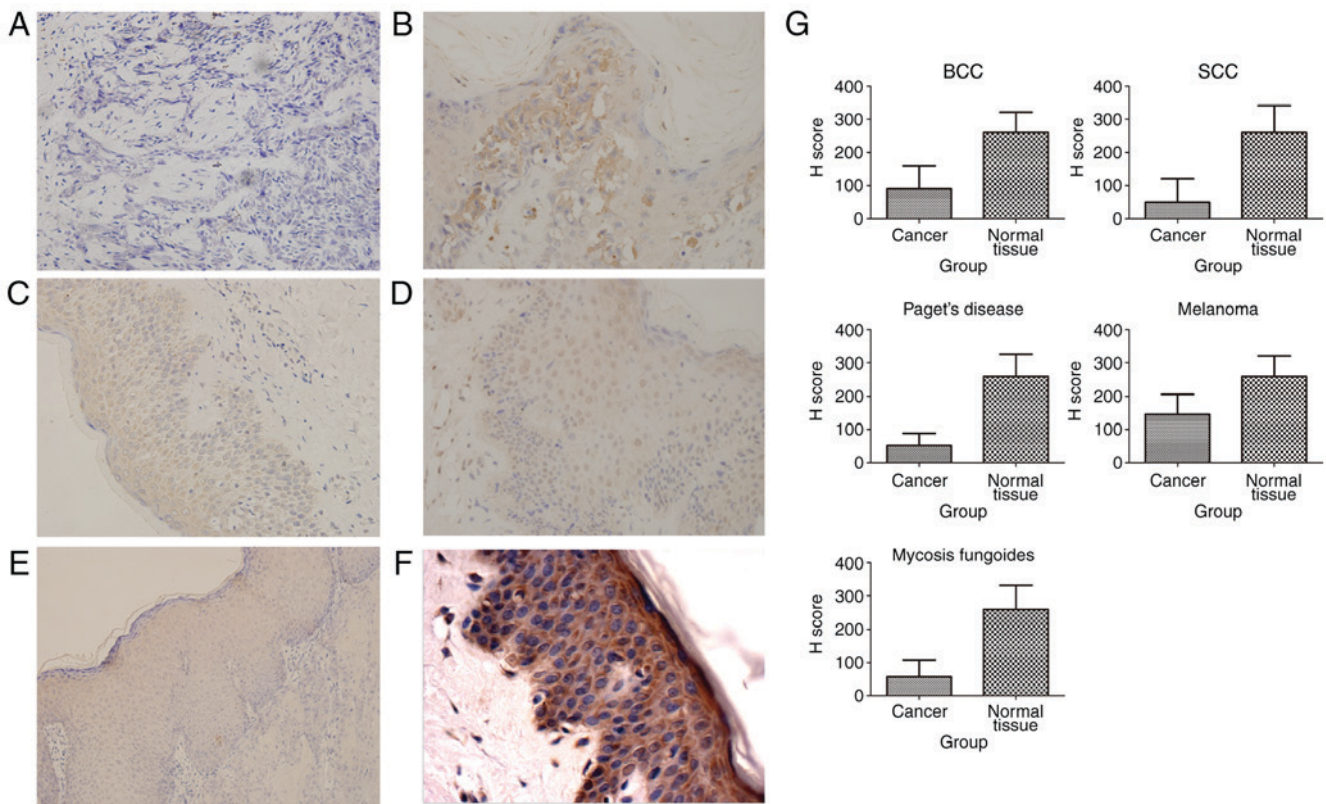 A
B
C
D
E
F
G
BCC
H score
400
300
200
100
0
Cancer
Normal
tissue
Group
SCC
H score
400
300
200
100
0
Cancer
Normal
tissue
Group
Paget's disease
H score
400
300
200
100
0
Cancer
Normal
tissue
Group
Melanoma
H score
400
300
200
100
0
Cancer
Normal
tissue
Group
Mycosis fungoides
H score
400
300
200
100
0
Cancer
Normal
tissue
Group